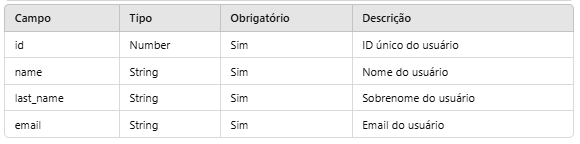 Campo Tipo Obrigatório Descrição
id Number Sim ID único do usuário
name String Sim Nome do usuário
last_name String Sim Sobrenome do usuário
email String Sim Email do usuário